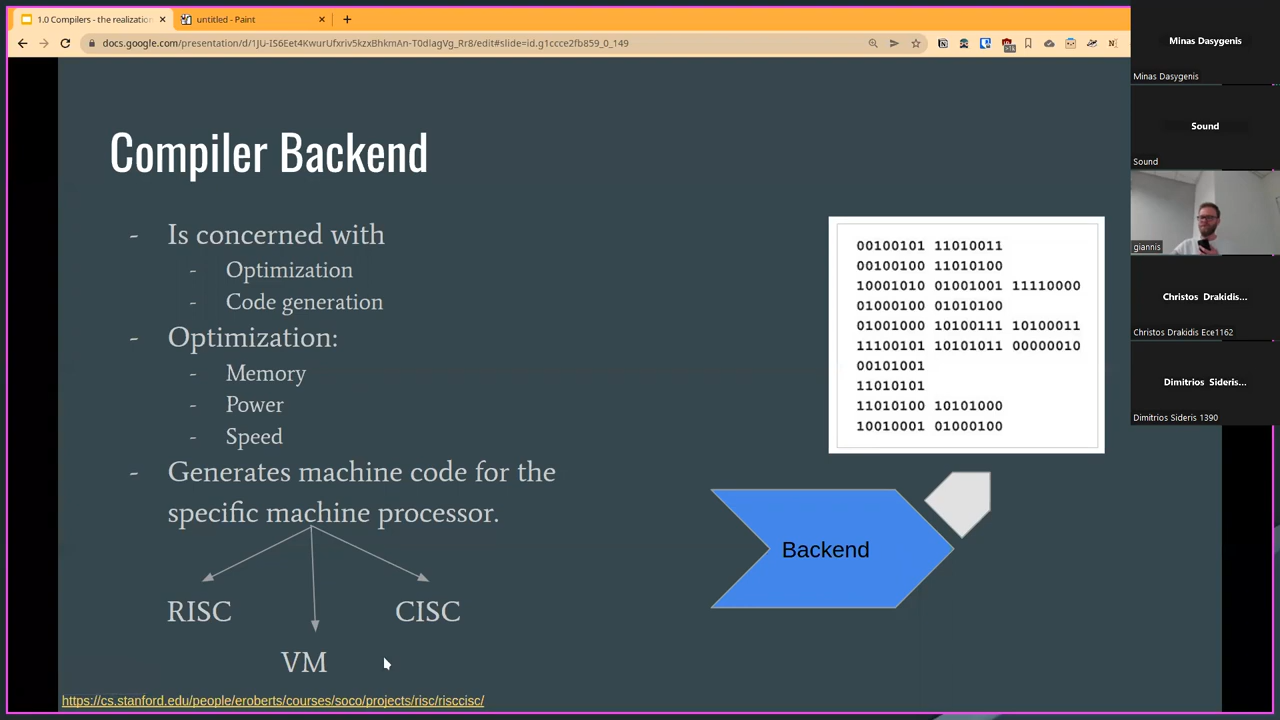 1.0 Compilers - the realization
untitled - Paint
docs.google.com/presentation/d/1JU-IS6Eet4KwurUfxriv5kzxBhkmAn-T0dlagVg_Rr8/edit#slide=id.g1ccce2fb859_0_149
Compiler Backend
- Is concerned with
- Optimization
- Code generation
- Optimization:
- Memory
- Power
- Speed
- Generates machine code for the
specific machine processor.
RISC
CISC
VM
https://cs.stanford.edu/people/eroberts/courses/soco/projects/risc/risccisc/
00100101 11010011
00100100 11010100
10001010 01001001 11110000
01000100 01010100
01001000 10100111 10100011
11100101 10101011 00000010
00101001
11010101
11010100 10101000
10010001 01000100
Backend
Minas Dasygenis
Minas Dasygenis
Sound
Sound
giannis
Christos Drakidis...
Christos Drakidis Ece1162
Dimitrios Sideris...
Dimitrios Sideris 1390